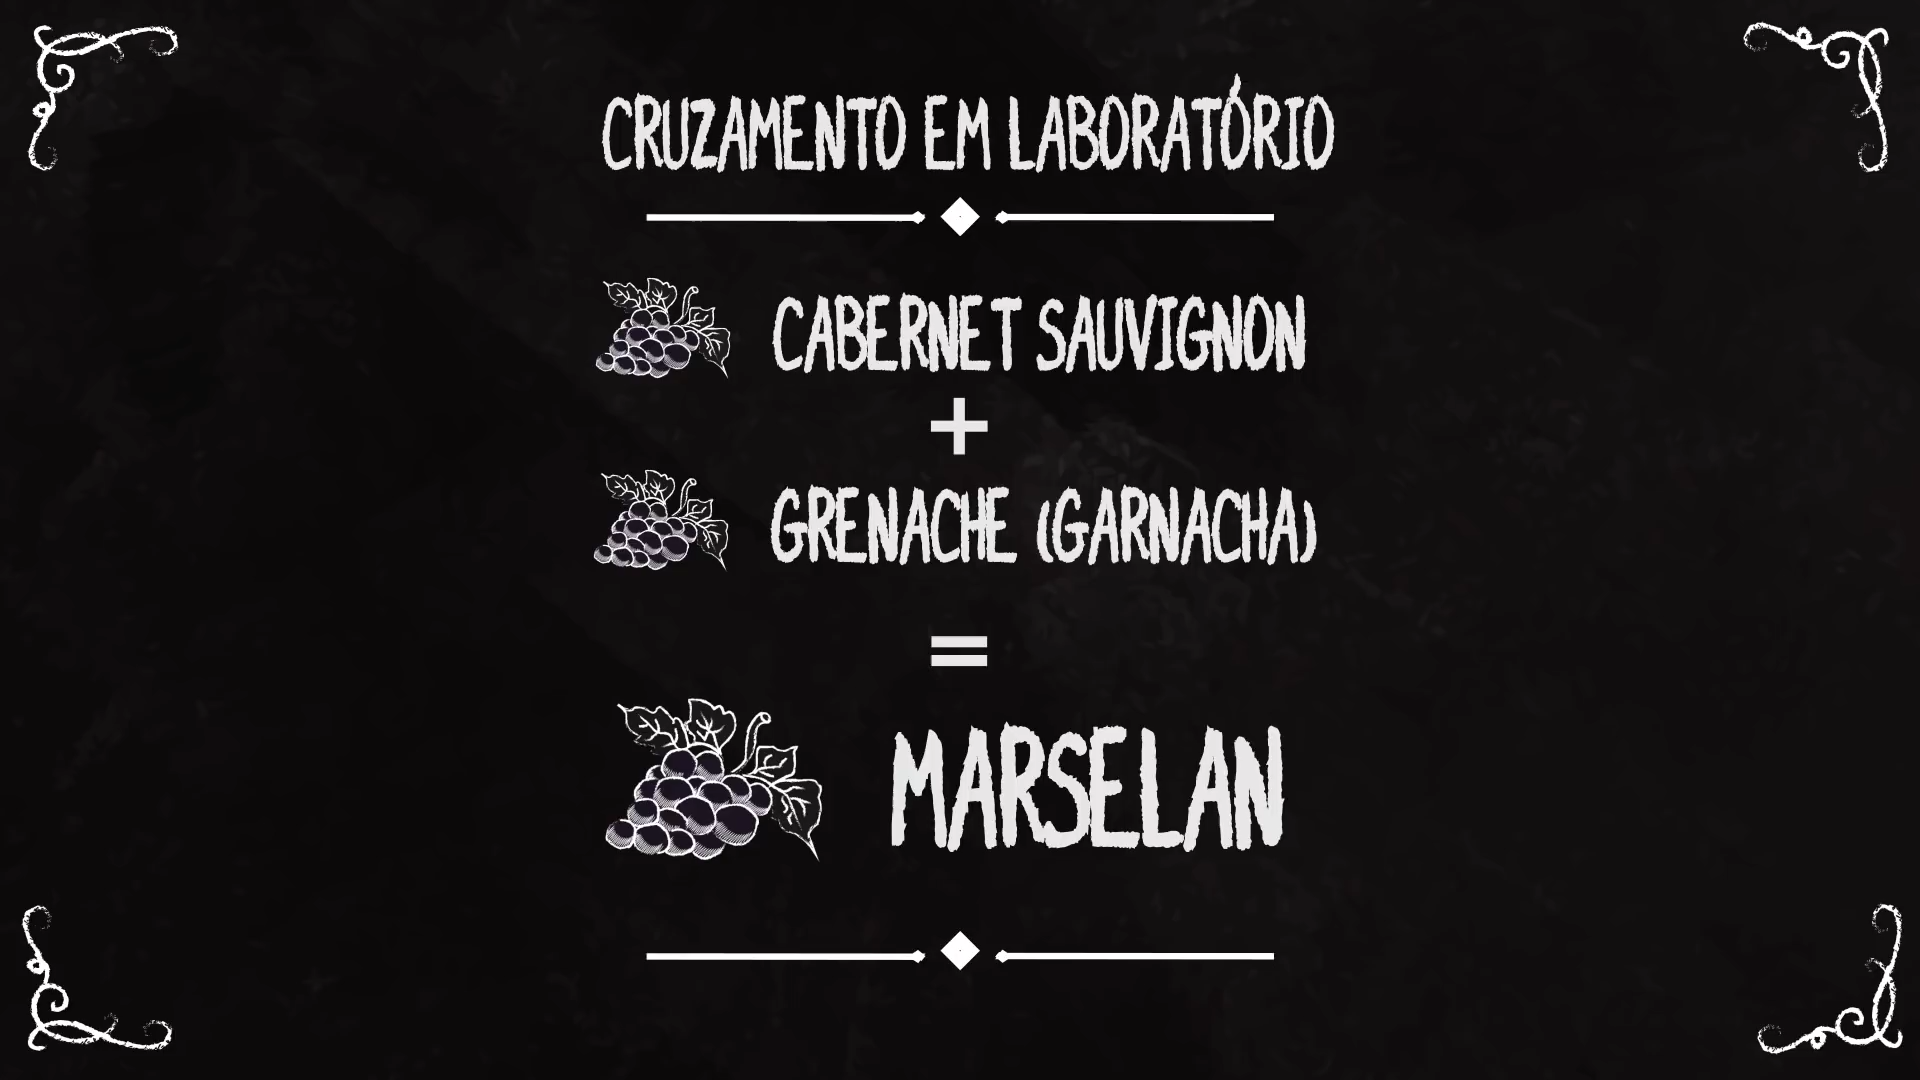 CRUZAMENTO EM LABORATÓRIO
CABERNET SAUVIGNON
+
GRENACHE (GARNACHA)
=
MARSELAN